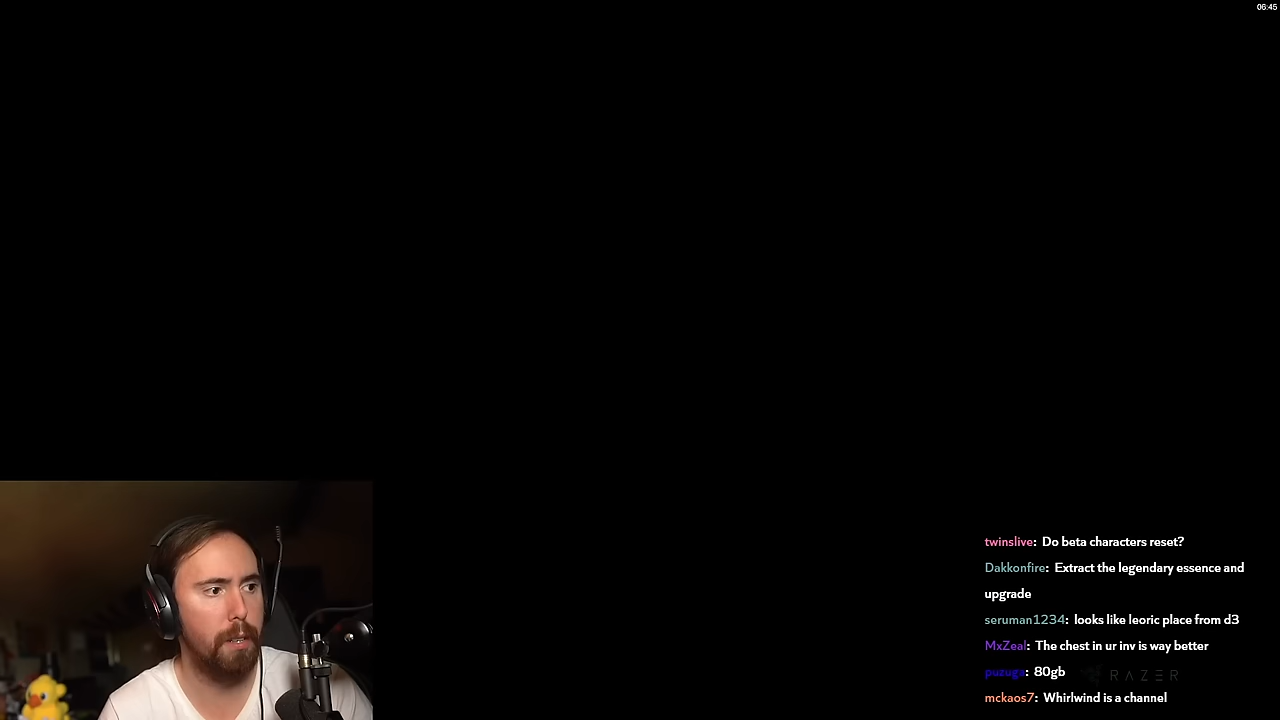 06:45
twinslive: Do beta characters reset?
Dakkonfire: Extract the legendary essence and
upgrade
seruman1234: looks like leoric place from d3
MxZeal: The chest in ur inv is way better
puzuga: 80gb
RAZER
mckaos7: Whirlwind is a channel